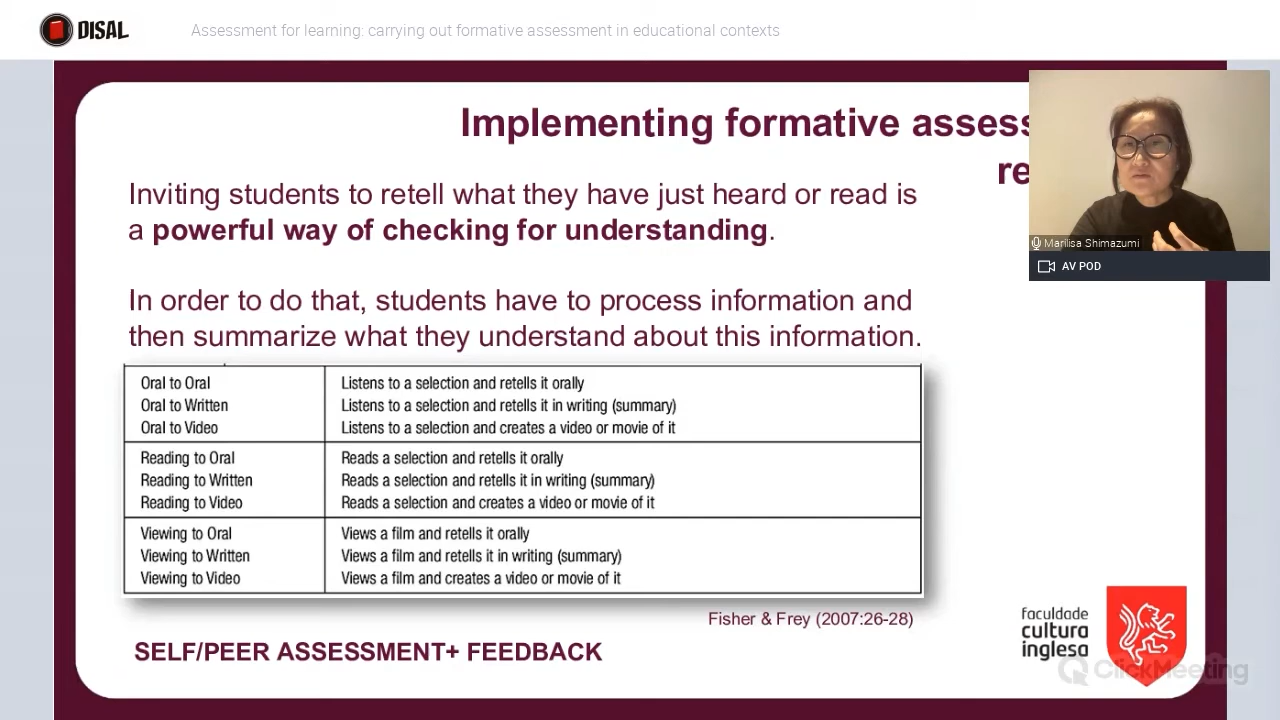 DISAL
Assessment for learning: carrying out formative assessment in educational contexts
Implementing formative assess
re
Inviting students to retell what they have just heard or read is
a powerful way of checking for understanding.
In order to do that, students have to process information and
then summarize what they understand about this information.
Oral to Oral Listens to a selection and retells it orally
Oral to Written Listens to a selection and retells it in writing (summary)
Oral to Video Listens to a selection and creates a video or movie of it
Reading to Oral Reads a selection and retells it orally
Reading to Written Reads a selection and retells it in writing (summary)
Reading to Video Reads a selection and creates a video or movie of it
Viewing to Oral Views a film and retells it orally
Viewing to Written Views a film and retells it in writing (summary)
Viewing to Video Views a film and creates a video or movie of it
Fisher & Frey (2007:26-28)
SELF/PEER ASSESSMENT+ FEEDBACK
Marilisa Shimazumi
AV POD
faculdade
cultura
inglesa
ClickMeeting